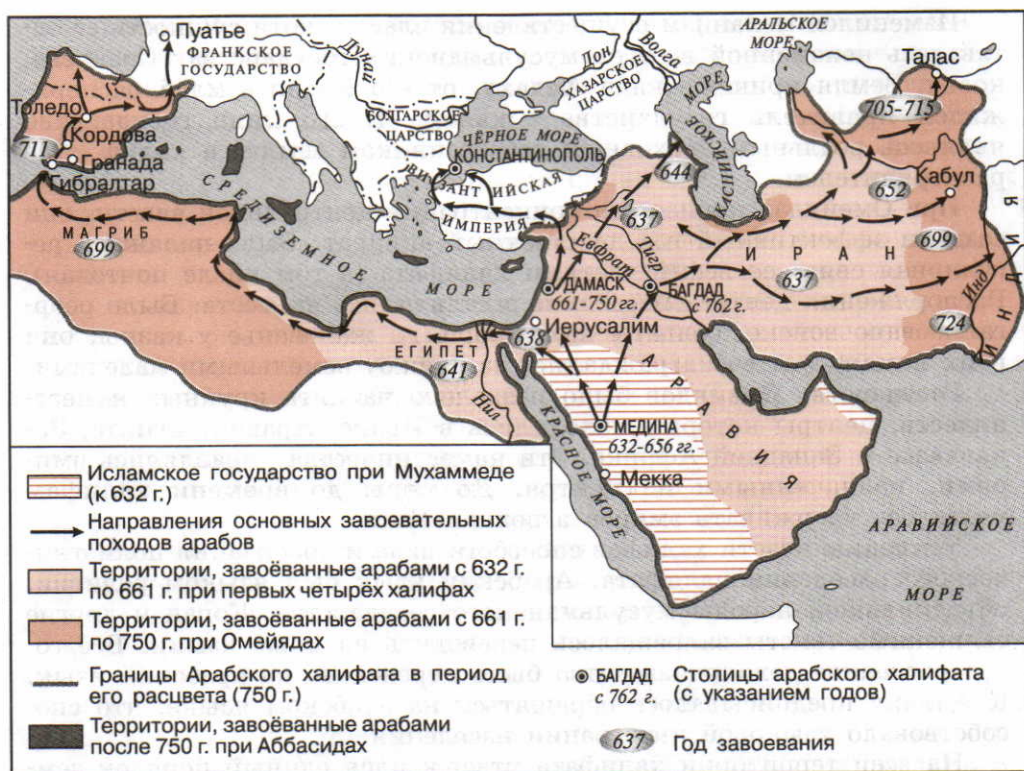 Пуатье
ФРАНКСКОЕ
ГОСУДАРСТВО
Дунай
Дон
Волга
АРАЛЬСКОЕ
МОРЕ
ХАЗАРСКОЕ
ЦАРСТВО
БОЛГАРСКОЕ
ЦАРСТВО
ЧЁРНОЕ МОРЕ
КОНСТАНТИНОПОЛЬ
ВИЗАНТИЙСКАЯ
ИМПЕРИЯ
КАСПИЙСКОЕ
МОРЕ
Талас
705-715
Толедо
Кордова
711
Гранада
Гибралтар
СРЕДИЗЕМНОЕ
МОРЕ
МАГРИБ
699
644
637
652
Кабул
699
ИРАН
637
724
Инд
ИНДИЯ
Евфрат
Тигр
ДАМАСК
661-750 гг.
БАГДАД
с 762 г.
Иерусалим
638
ЕГИПЕТ
641
Нил
КРАСНОЕ МОРЕ
АРАВИЯ
МЕДИНА
632-656 гг.
Мекка
АРАВИЙСКОЕ
МОРЕ
Исламское государство при Мухаммеде
(к 632 г.)
Направления основных завоевательных
походов арабов
Территории, завоёванные арабами с 632 г.
по 661 г. при первых четырёх халифах
Территории, завоёванные арабами с 661 г.
по 750 г. при Омейядах
Границы Арабского халифата в период
его расцвета (750 г.)
Территории, завоёванные арабами
после 750 г. при Аббасидах
БАГДАД
с 762 г.
Столицы арабского халифата
(с указанием годов)
637
Год завоевания